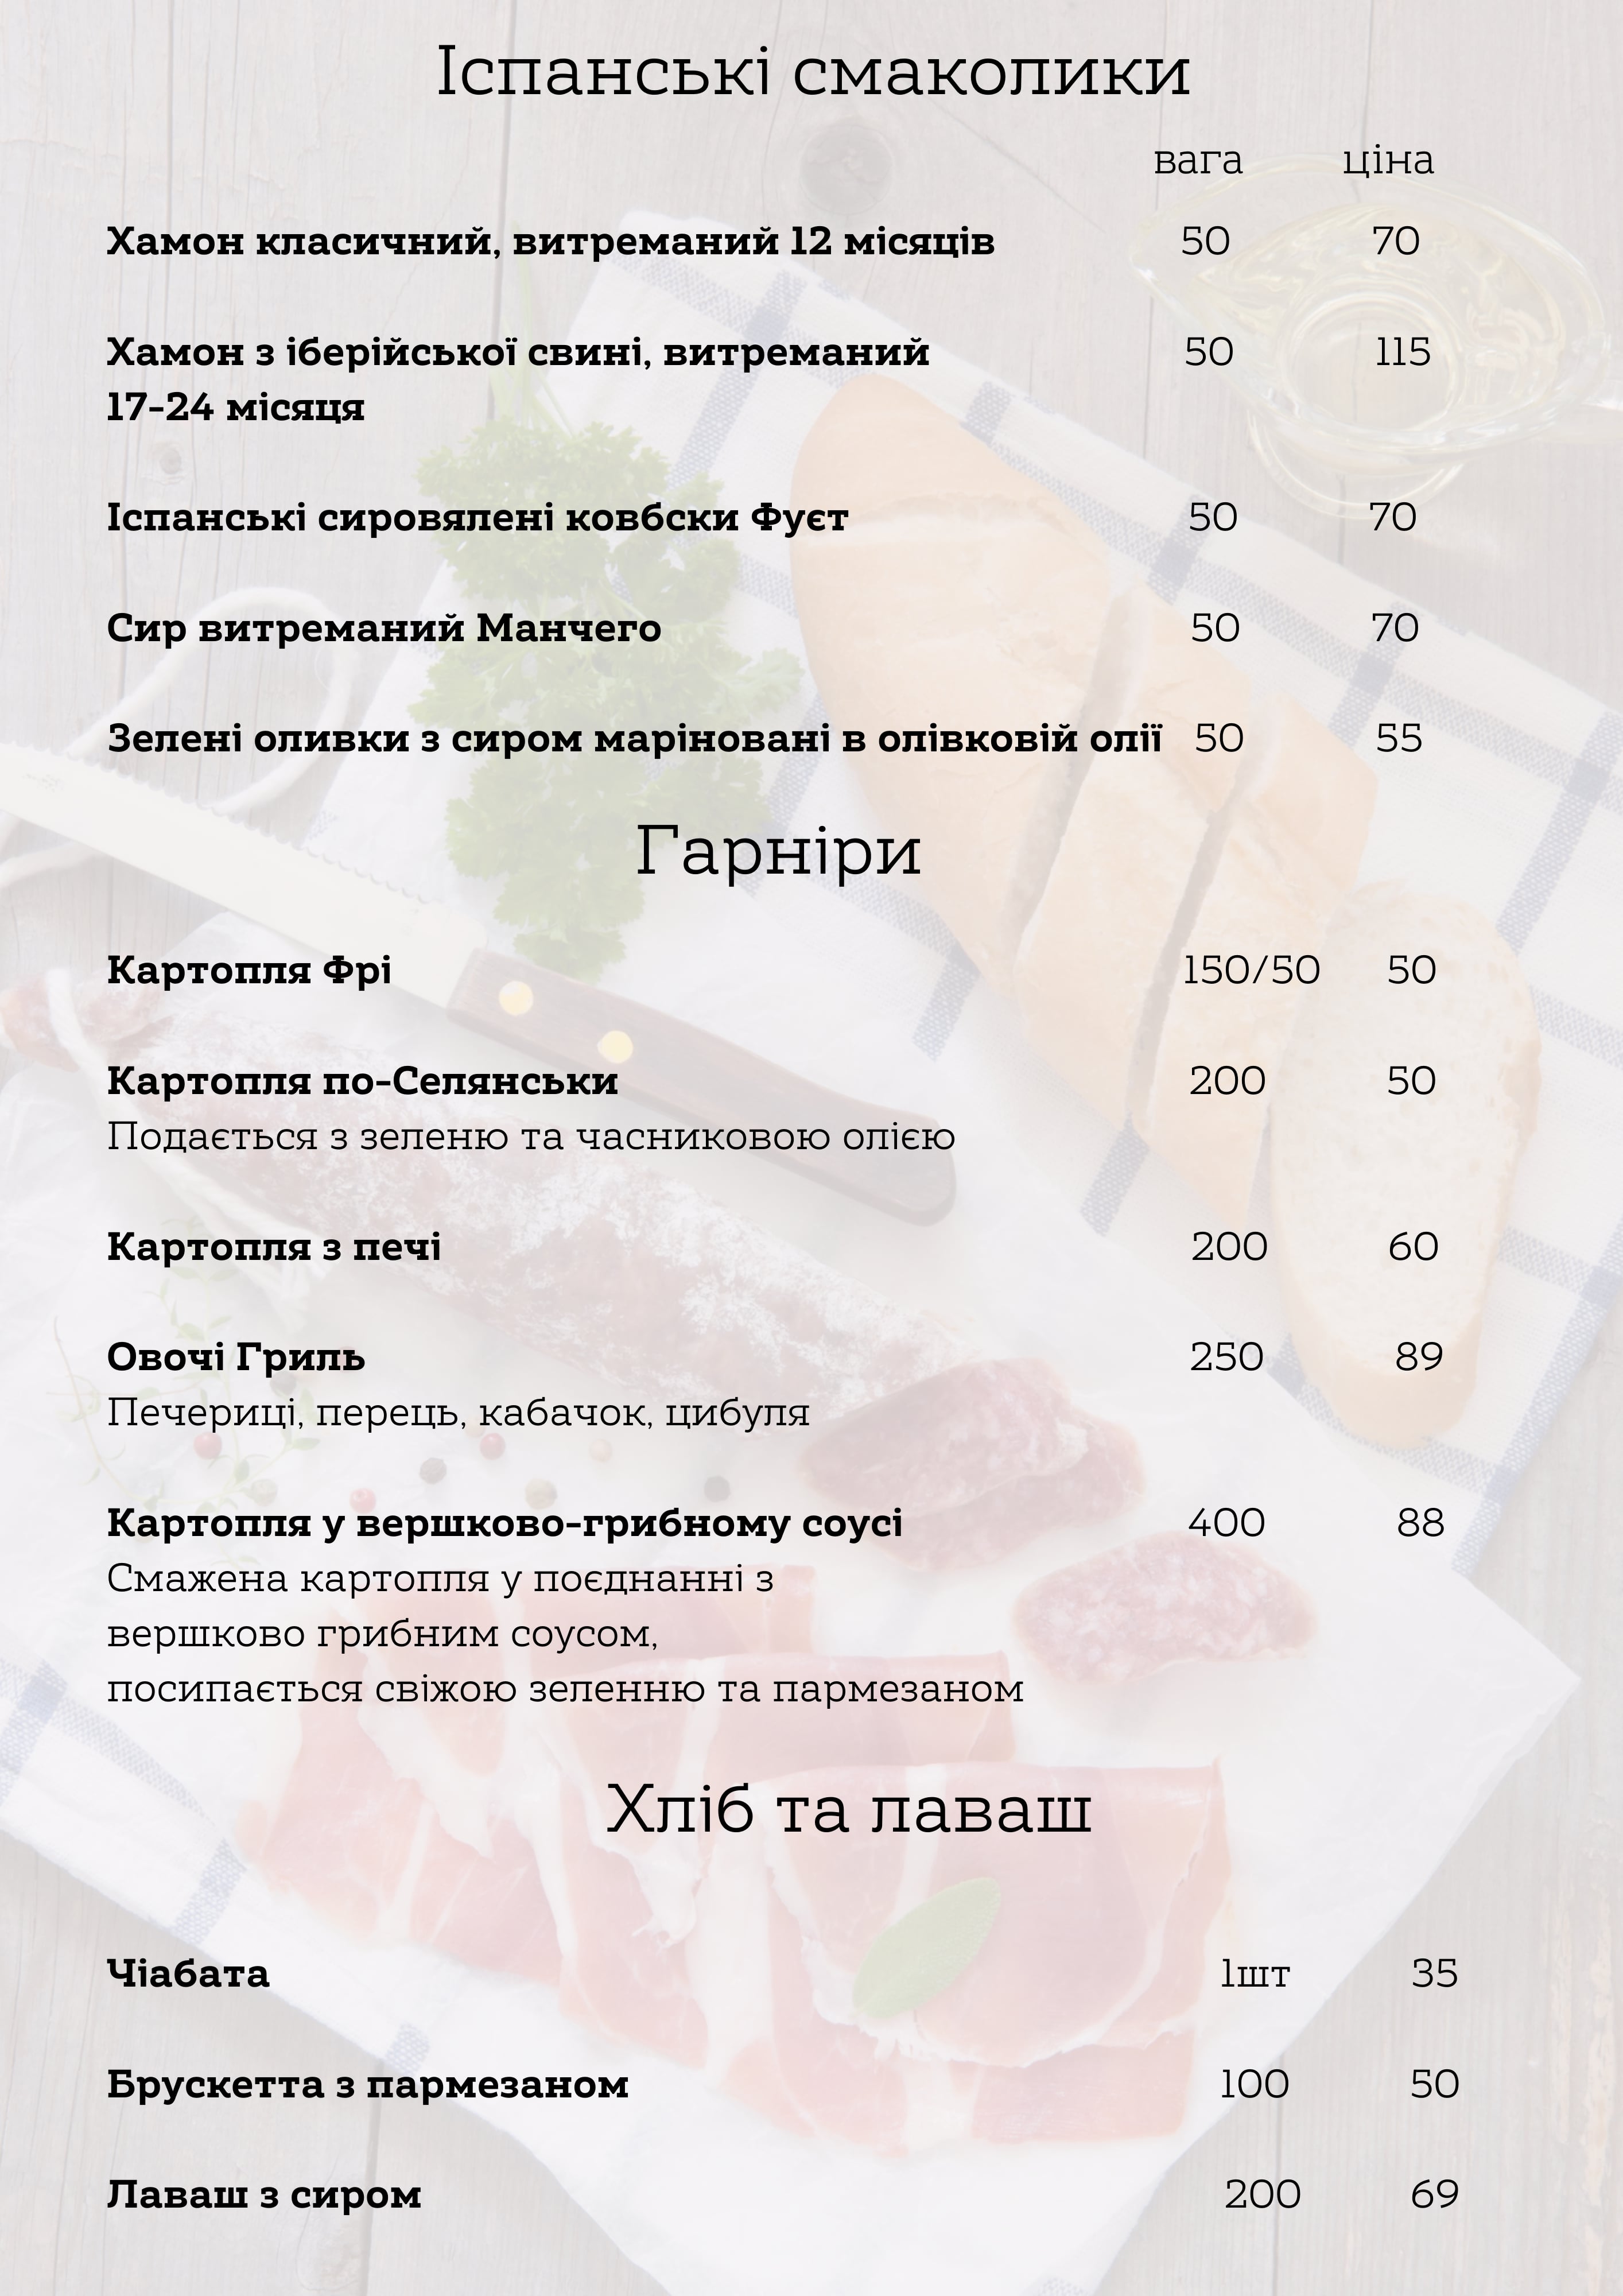 Іспанські смаколики
вага ціна
Хамон класичний, витреманий 12 місяців 50 70
Хамон з іберійської свині, витреманий 50 115
17-24 місяця
Іспанські сировялені ковбски Фуєт 50 70
Сир витреманий Манчего 50 70
Зелені оливки з сиром маріновані в олівковій олії 50 55
Гарніри
Картопля Фрі 150/50 50
Картопля по-Селянськи 200 50
Подається з зеленю та часниковою олією
Картопля з печі 200 60
Овочі Гриль 250 89
Печериці, перець, кабачок, цибуля
Картопля у вершково-грибному соусі 400 88
Смажена картопля у поєднанні з
вершково грибним соусом,
посипається свіжою зеленню та пармезаном
Хліб та лаваш
Чіабата 1шт 35
Брускетта з пармезаном 100 50
Лаваш з сиром 200 69